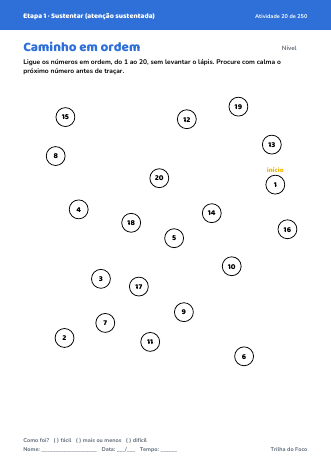 Etapa 1 · Sustentar (atenção sustentada)
Atividade 20 de 250
Caminho em ordem
Nível
Ligue os números em ordem, do 1 ao 20, sem levantar o lápis. Procure com calma o
próximo número antes de traçar.
19
15
12
13
8
início
20
1
4
14
18
16
5
10
3
17
9
7
2
11
6
Como foi? ( ) fácil ( ) mais ou menos ( ) difícil
Nome: ____________________ Data: ___/___ Tempo: ______
Trilha do Foco